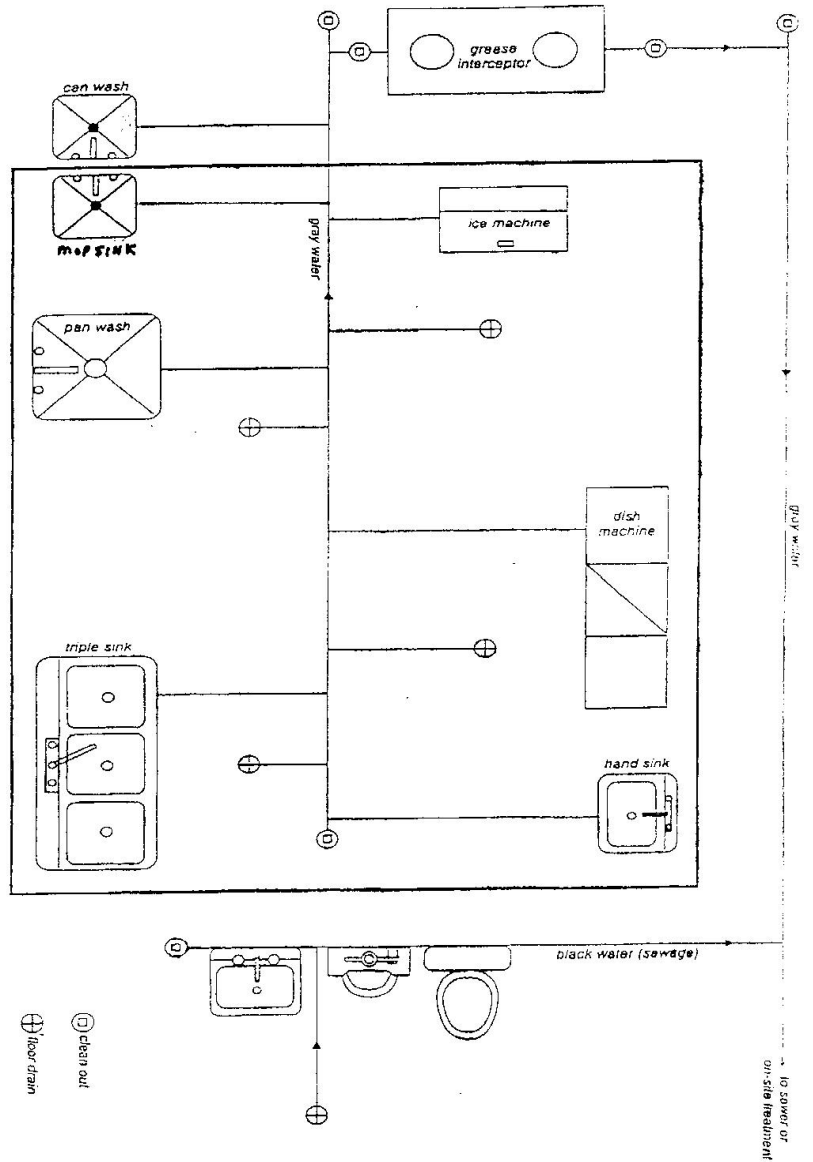 grease
interceptor
can wash
ice machine
MOP SINK
gray water
pan wash
dish
machine
gray water
triple sink
hand sink
black water (sewage)
clean out
floor drain
to sewer or
on-site treatment